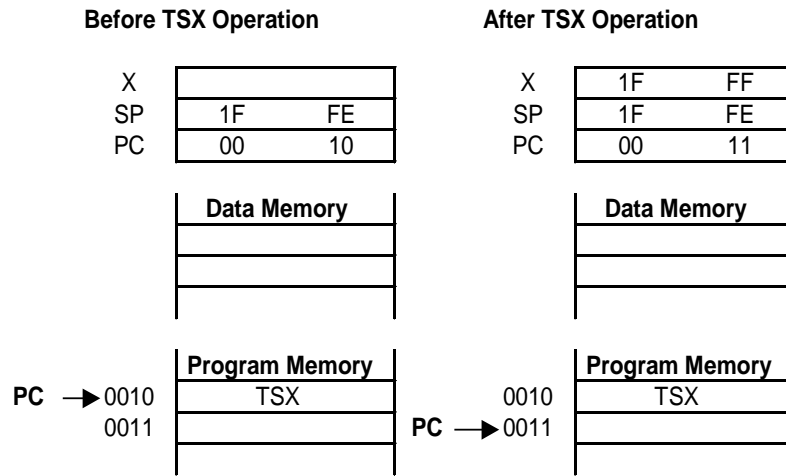 Before TSX Operation After TSX Operation
X X 1F FF
SP 1F FE SP 1F FE
PC 00 10 PC 00 11
Data Memory Data Memory
Program Memory Program Memory
PC 0010 TSX 0010 TSX
0011 PC 0011